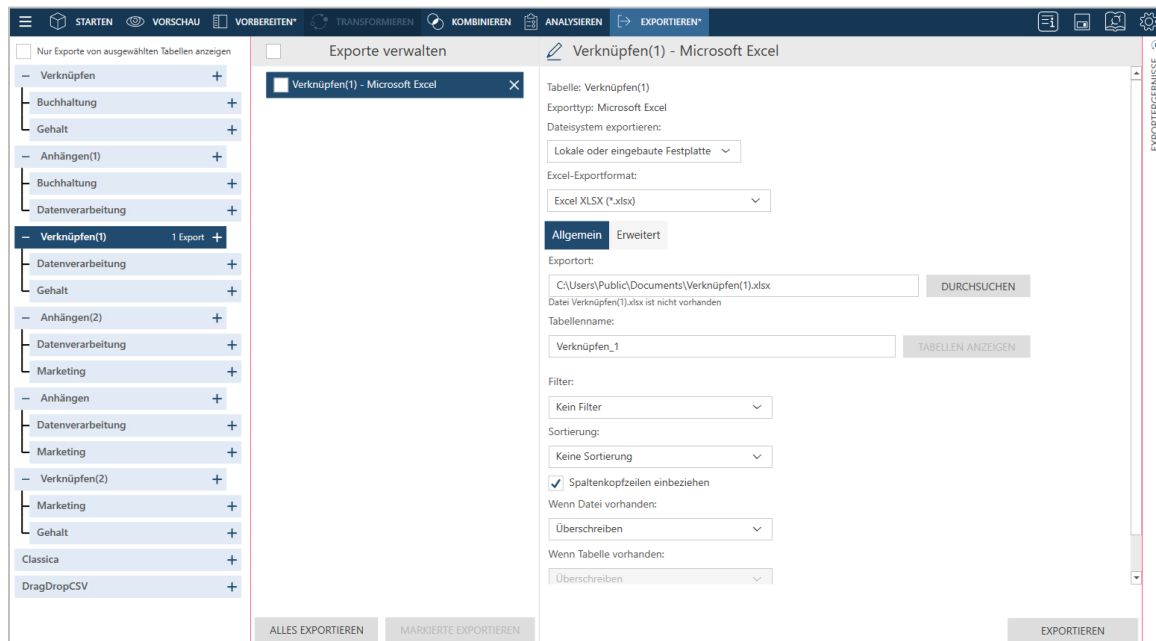 STARTEN VORSCHAU VORBEREITEN* TRANSFORMIEREN KOMBINIEREN ANALYSIEREN EXPORTIEREN*
Nur Exporte von ausgewählten Tabellen anzeigen
Verknüpfen
Buchhaltung
Gehalt
Anhängen(1)
Buchhaltung
Datenverarbeitung
Verknüpfen(1) 1 Export
Datenverarbeitung
Gehalt
Anhängen(2)
Datenverarbeitung
Marketing
Anhängen
Datenverarbeitung
Marketing
Verknüpfen(2)
Marketing
Gehalt
Classica
DragDropCSV
Exporte verwalten
Verknüpfen(1) - Microsoft Excel
ALLES EXPORTIEREN MARKIERTE EXPORTIEREN
Verknüpfen(1) - Microsoft Excel
Tabelle: Verknüpfen(1)
Exporttyp: Microsoft Excel
Dateisystem exportieren:
Lokale oder eingebaute Festplatte
Excel-Exportformat:
Excel XLSX (*.xlsx)
Allgemein Erweitert
Exportort:
C:\Users\Public\Documents\Verknüpfen(1).xlsx DURCHSUCHEN
Datei Verknüpfen(1).xlsx ist nicht vorhanden
Tabellenname:
Verknüpfen_1 TABELLEN ANZEIGEN
Filter:
Kein Filter
Sortierung:
Keine Sortierung
Spaltenkopfzeilen einbeziehen
Wenn Datei vorhanden:
Überschreiben
Wenn Tabelle vorhanden:
Überschreiben
EXPORTIEREN
EXPORTERGEBNISSE